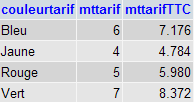 couleurtarif mttarif mttarifTTC
Bleu 6 7.176
Jaune 4 4.784
Rouge 5 5.980
Vert 7 8.372